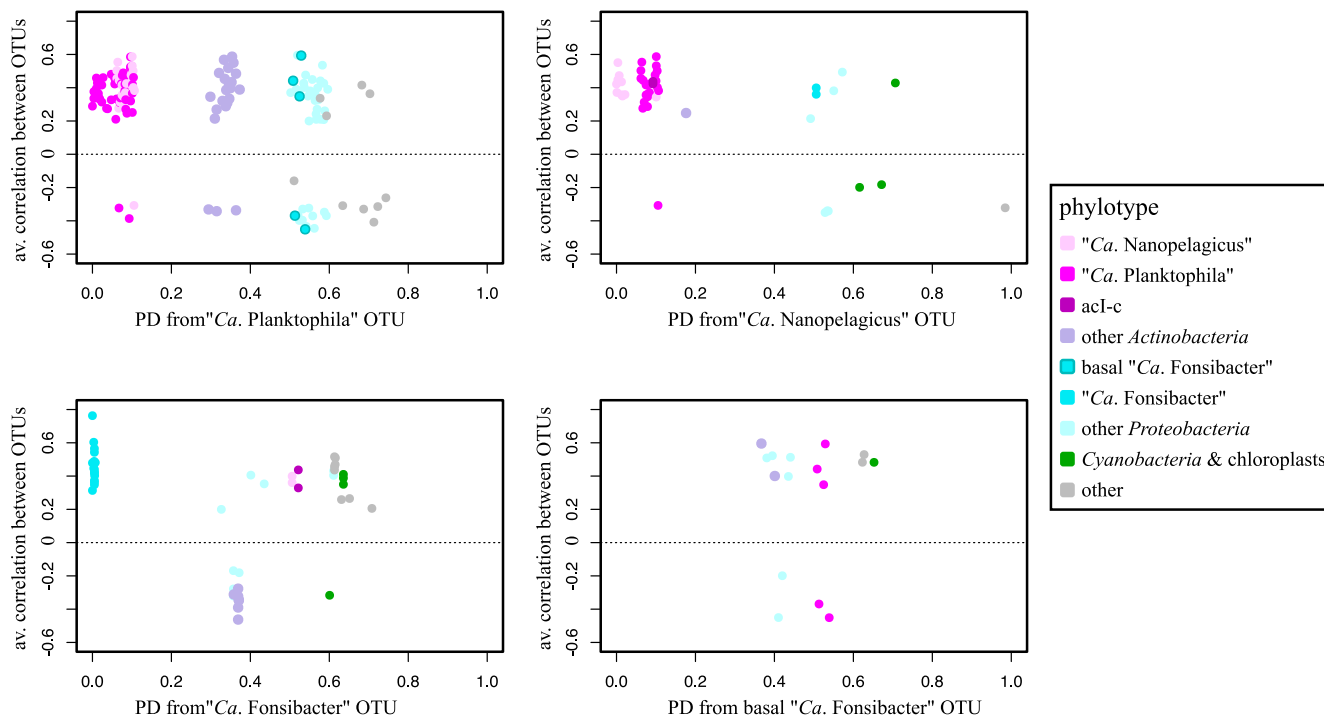 av. correlation between OTUs
0.6
0.2
0
-0.2
-0.6
0.0 0.2 0.4 0.6 0.8 1.0
PD from"Ca. Planktophila" OTU
av. correlation between OTUs
0.6
0.2
0
-0.2
-0.6
0.0 0.2 0.4 0.6 0.8 1.0
PD from"Ca. Nanopelagicus" OTU
av. correlation between OTUs
0.6
0.2
0
-0.2
-0.6
0.0 0.2 0.4 0.6 0.8 1.0
PD from"Ca. Fonsibacter" OTU
av. correlation between OTUs
0.6
0.2
0
-0.2
-0.6
0.0 0.2 0.4 0.6 0.8 1.0
PD from basal "Ca. Fonsibacter" OTU
phylotype
"Ca. Nanopelagicus"
"Ca. Planktophila"
acI-c
other Actinobacteria
basal "Ca. Fonsibacter"
"Ca. Fonsibacter"
other Proteobacteria
Cyanobacteria & chloroplasts
other